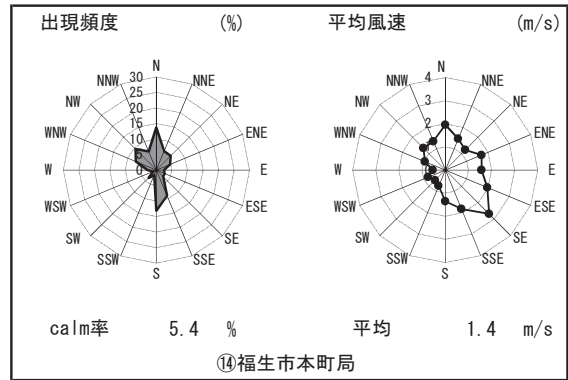 出現頻度 (%)
N
NNE
NE
ENE
E
ESE
SE
SSE
S
SSW
SW
WSW
W
WNW
NW
NNW
30
25
20
15
10
5
0
calm率 5.4 %
平均風速 (m/s)
N
NNE
NE
ENE
E
ESE
SE
SSE
S
SSW
SW
WSW
W
WNW
NW
NNW
4
3
2
平均 1.4 m/s
⑭福生市本町局